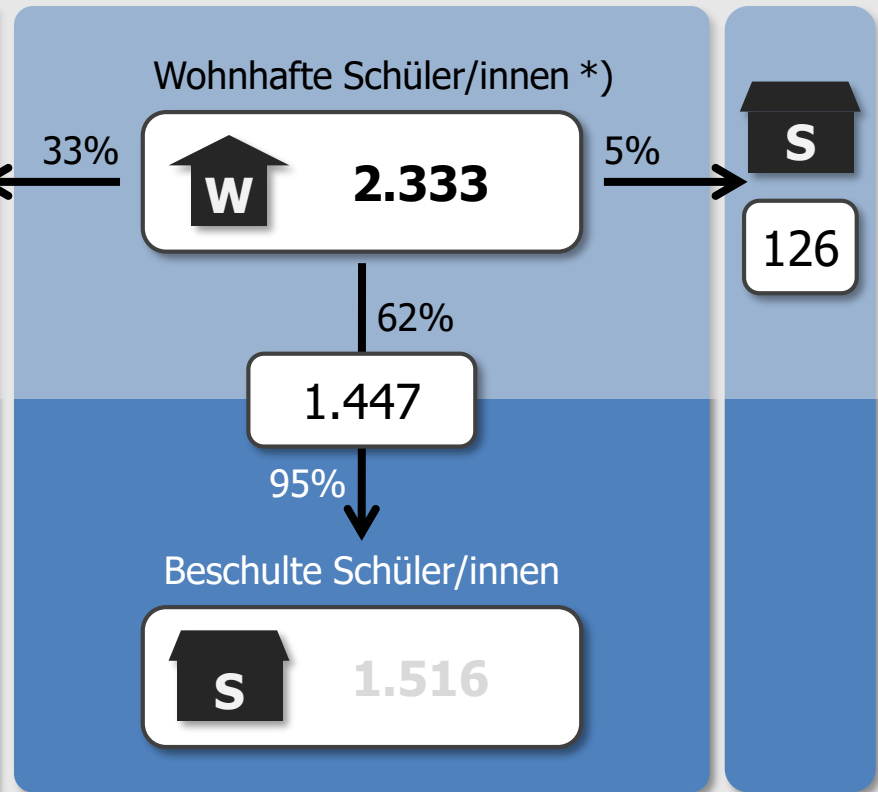 Wohnhafte Schüler/innen *)
33%
W
2.333
5%
S
126
62%
1.447
95%
Beschulte Schüler/innen
S
1.516